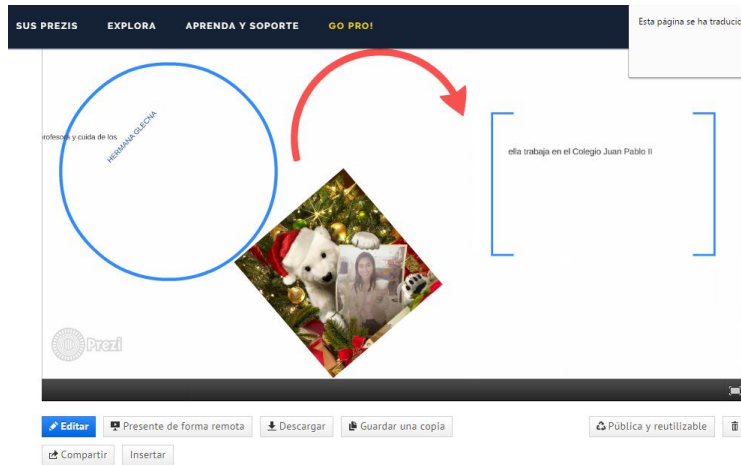 SUS PREZIS EXPLORA APRENDA Y SOPORTE GO PRO!
Esta página se ha traducid
rofesora y cuida de los
HERMANA GLECNA
ella trabaja en el Colegio Juan Pablo II
Prezi
Editar Presente de forma remota Descargar Guardar una copia Pública y reutilizable
Compartir Insertar